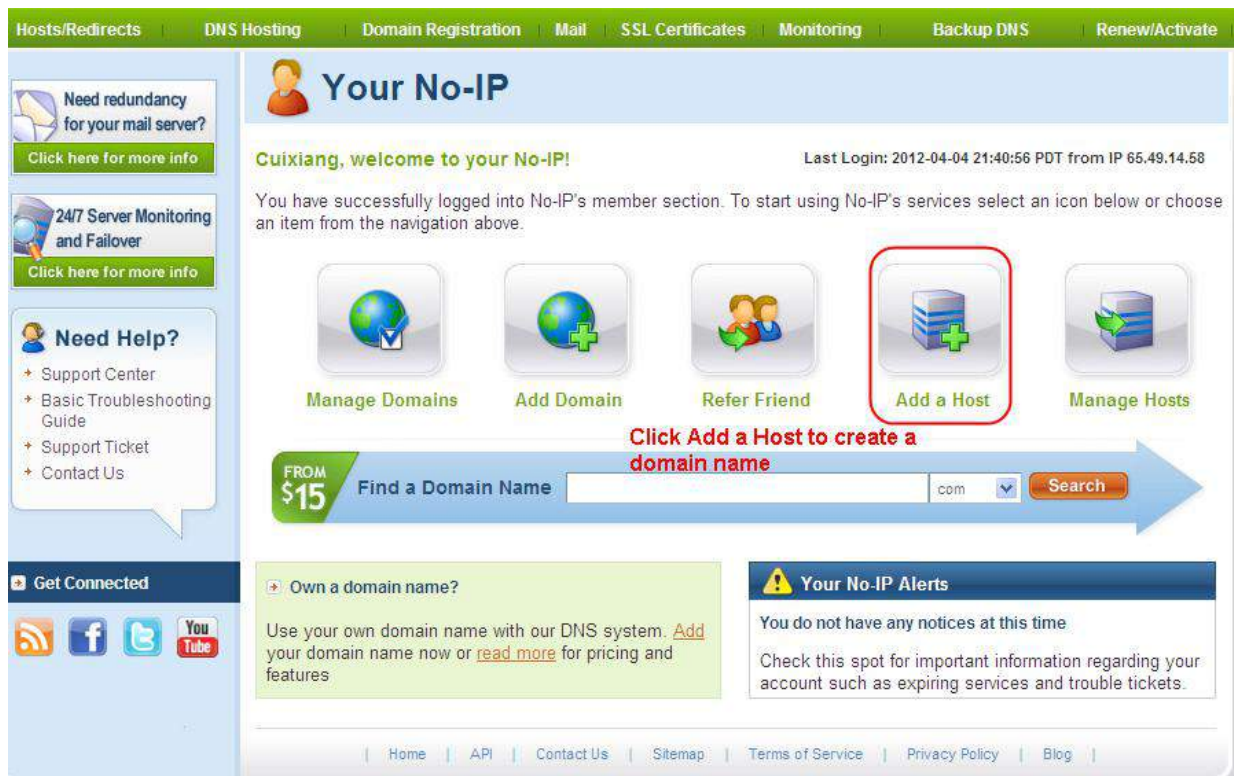 Hosts/Redirects DNS Hosting Domain Registration Mail SSL Certificates Monitoring Backup DNS Renew/Activate
Need redundancy
for your mail server?
Click here for more info
24/7 Server Monitoring
and Failover
Click here for more info
Need Help?
Support Center
Basic Troubleshooting
Guide
Support Ticket
Contact Us
Get Connected
You
Tube
Your No-IP
Cuixiang, welcome to your No-IP!
Last Login: 2012-04-04 21:40:56 PDT from IP 65.49.14.58
You have successfully logged into No-IP's member section. To start using No-IP's services select an icon below or choose
an item from the navigation above.
Manage Domains Add Domain Refer Friend Add a Host Manage Hosts
Click Add a Host to create a
domain name
FROM
$15
Find a Domain Name com Search
Own a domain name?
Use your own domain name with our DNS system. Add
your domain name now or read more for pricing and
features
Your No-IP Alerts
You do not have any notices at this time
Check this spot for important information regarding your
account such as expiring services and trouble tickets.
| Home | API | Contact Us | Sitemap | Terms of Service | Privacy Policy | Blog |